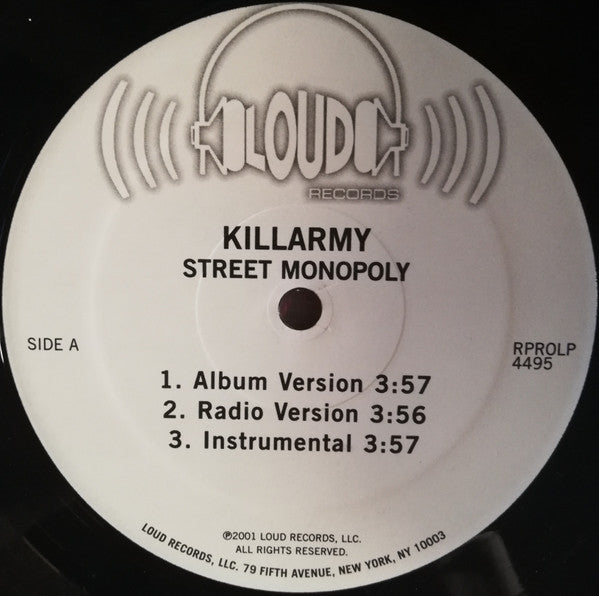 LOUD
RECORDS
KILLARMY
STREET MONOPOLY
SIDE A
RPROLP
4495
1. Album Version 3:57
2. Radio Version 3:56
3. Instrumental 3:57
℗2001 LOUD RECORDS, LLC.
ALL RIGHTS RESERVED.
LOUD RECORDS, LLC. 79 FIFTH AVENUE, NEW YORK, NY 10003